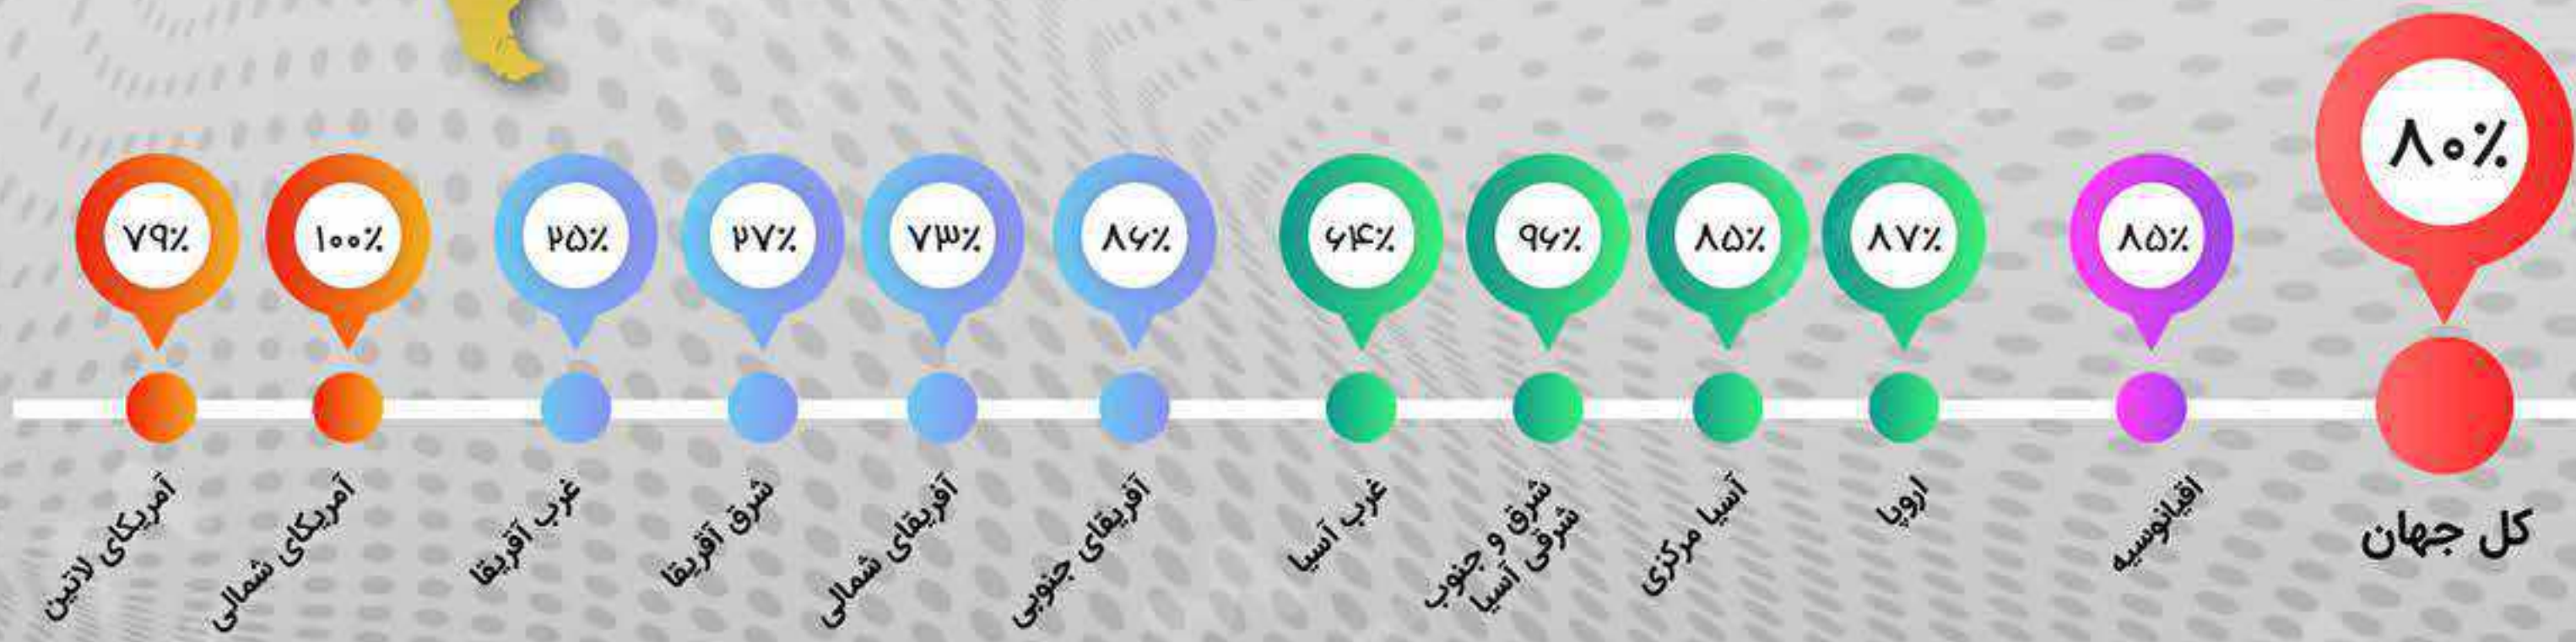 ۷۹٪
۱۰۰٪
۲۵٪
۲۷٪
۷۳٪
۸۶٪
۶۴٪
۹۶٪
۸۵٪
۸۷٪
۸۵٪
۸۰٪
آمریکای لاتین
آمریکای شمالی
غرب آفریقا
شرق آفریقا
آفریقای شمالی
آفریقای جنوبی
غرب آسیا
شرق و جنوب
شرقی آسیا
آسیا مرکزی
اروپا
اقیانوسیه
کل جهان